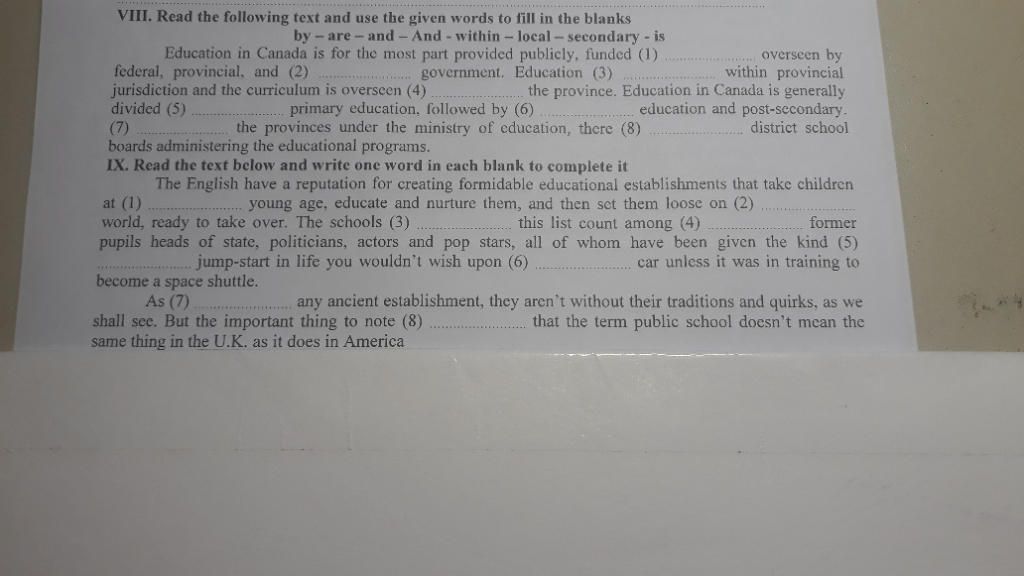 VIII. Read the following text and use the given words to fill in the blanks
by – are – and – And - within – local – secondary - is
Education in Canada is for the most part provided publicly, funded (1) ........................ overseen by
federal, provincial, and (2) ........................ government. Education (3) ........................ within provincial
jurisdiction and the curriculum is overseen (4) ........................ the province. Education in Canada is generally
divided (5) ........................ primary education, followed by (6) ........................ education and post-secondary.
(7) ........................ the provinces under the ministry of education, there (8) ........................ district school
boards administering the educational programs.
IX. Read the text below and write one word in each blank to complete it
The English have a reputation for creating formidable educational establishments that take children
at (1) ........................ young age, educate and nurture them, and then set them loose on (2) ........................
world, ready to take over. The schools (3) ........................ this list count among (4) ........................ former
pupils heads of state, politicians, actors and pop stars, all of whom have been given the kind (5)
........................ jump-start in life you wouldn't wish upon (6) ........................ car unless it was in training to
become a space shuttle.
As (7) ........................ any ancient establishment, they aren't without their traditions and quirks, as we
shall see. But the important thing to note (8) ........................ that the term public school doesn't mean the
same thing in the U.K. as it does in America